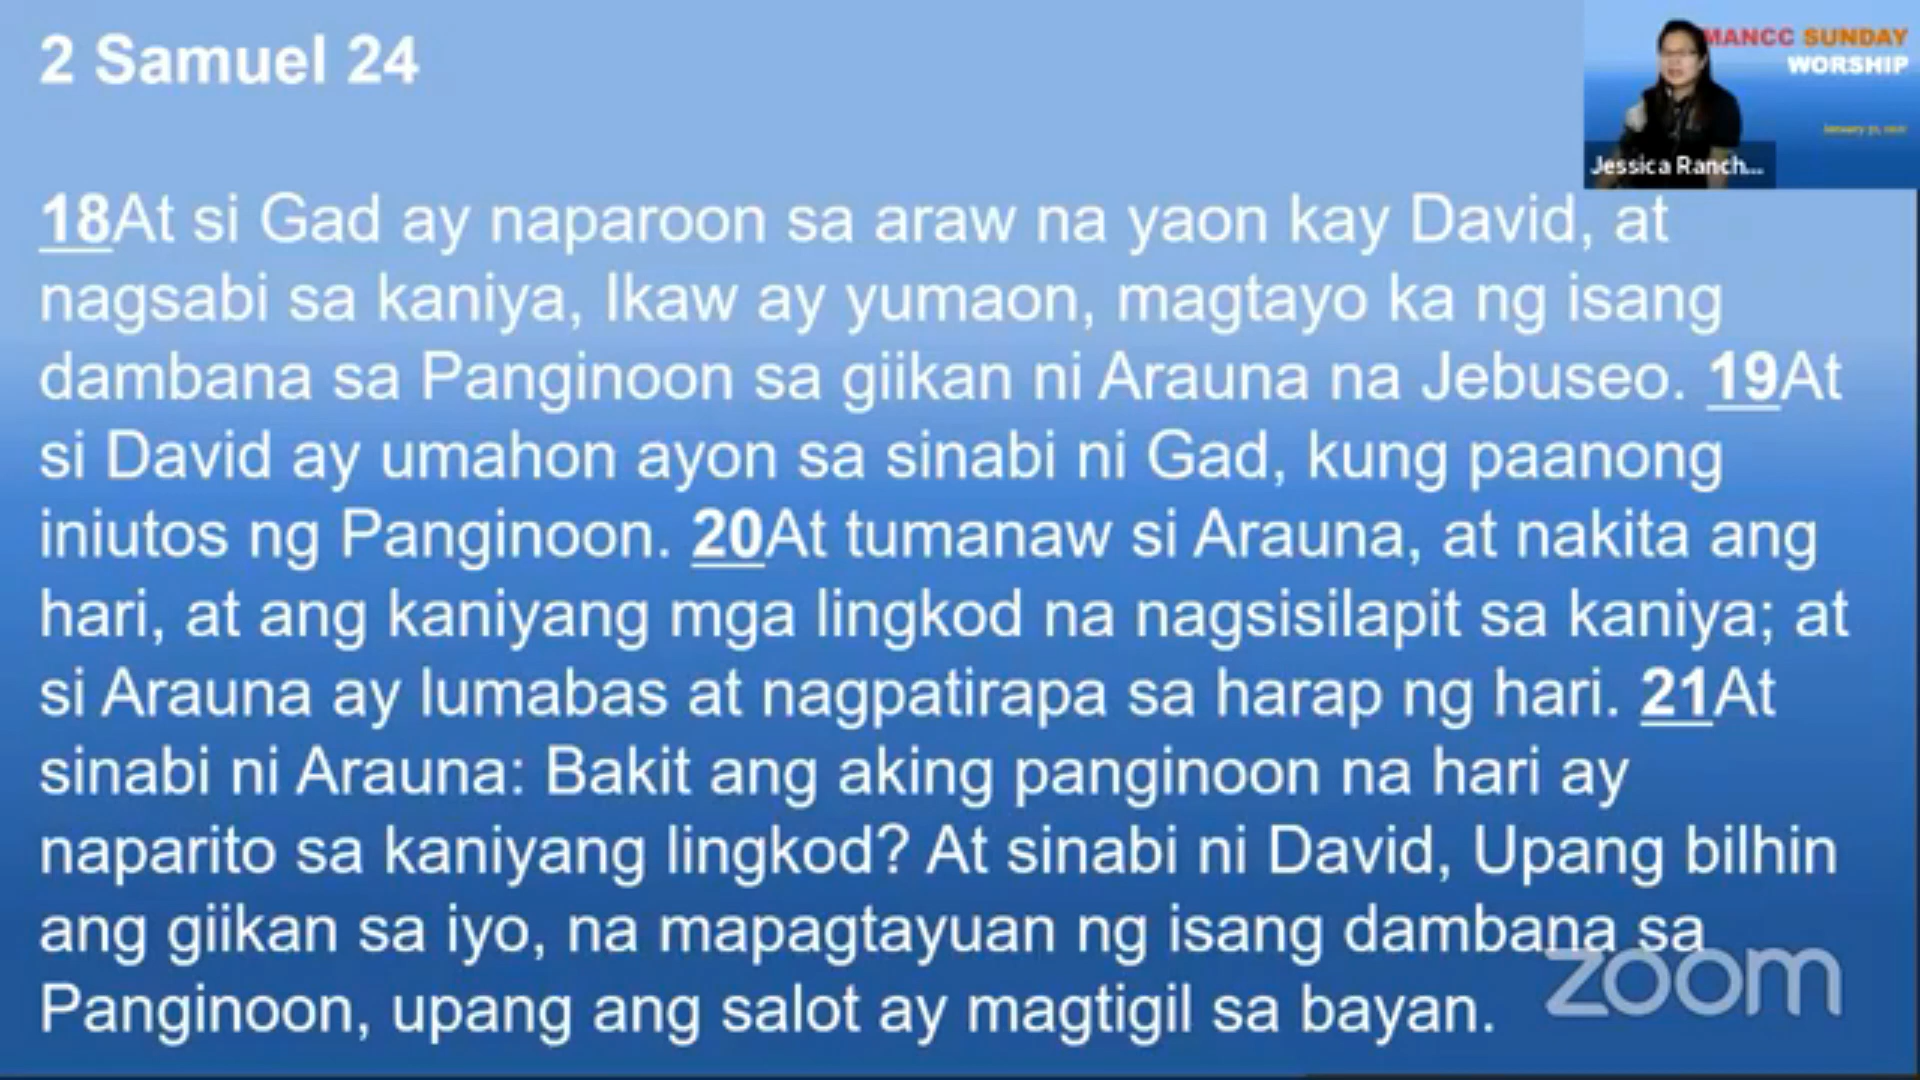 2 Samuel 24
MANCC SUNDAY
WORSHIP
Jessica Ranch...
18At si Gad ay naparoon sa araw na yaon kay David, at
nagsabi sa kaniya, Ikaw ay yumaon, magtayo ka ng isang
dambana sa Panginoon sa giikan ni Arauna na Jebuseo. 19At
si David ay umahon ayon sa sinabi ni Gad, kung paanong
iniutos ng Panginoon. 20At tumanaw si Arauna, at nakita ang
hari, at ang kaniyang mga lingkod na nagsisilapit sa kaniya; at
si Arauna ay lumabas at nagpatirapa sa harap ng hari. 21At
sinabi ni Arauna: Bakit ang aking panginoon na hari ay
naparito sa kaniyang lingkod? At sinabi ni David, Upang bilhin
ang giikan sa iyo, na mapagtayuan ng isang dambana sa
Panginoon, upang ang salot ay magtigil sa bayan.
zoom